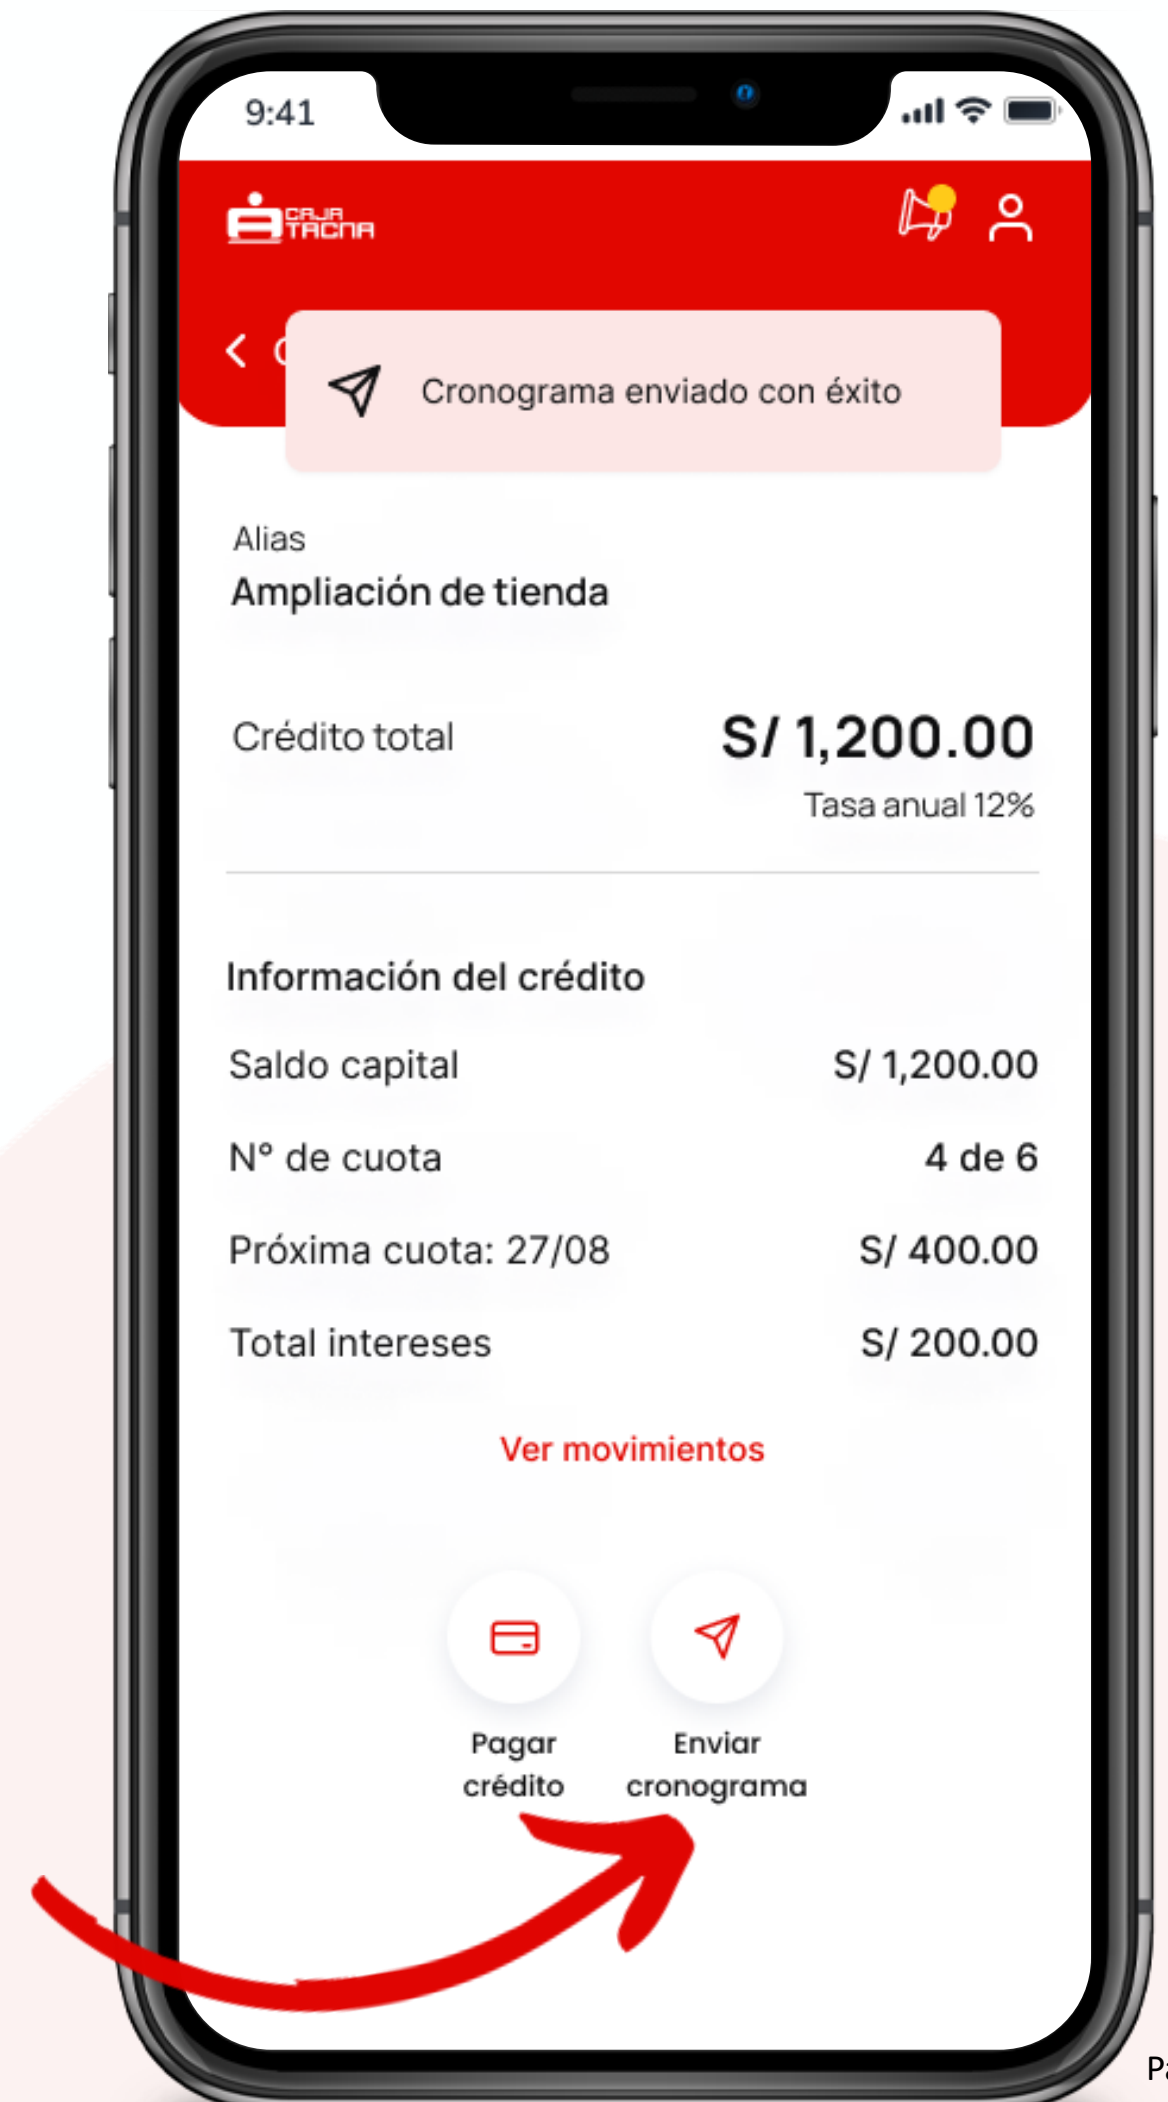 9:41
CAJA
TACNA
Cronograma enviado con éxito
Alias
Ampliación de tienda
Crédito total S/ 1,200.00
Tasa anual 12%
Información del crédito
Saldo capital S/ 1,200.00
N° de cuota 4 de 6
Próxima cuota: 27/08 S/ 400.00
Total intereses S/ 200.00
Ver movimientos
Pagar crédito
Enviar cronograma